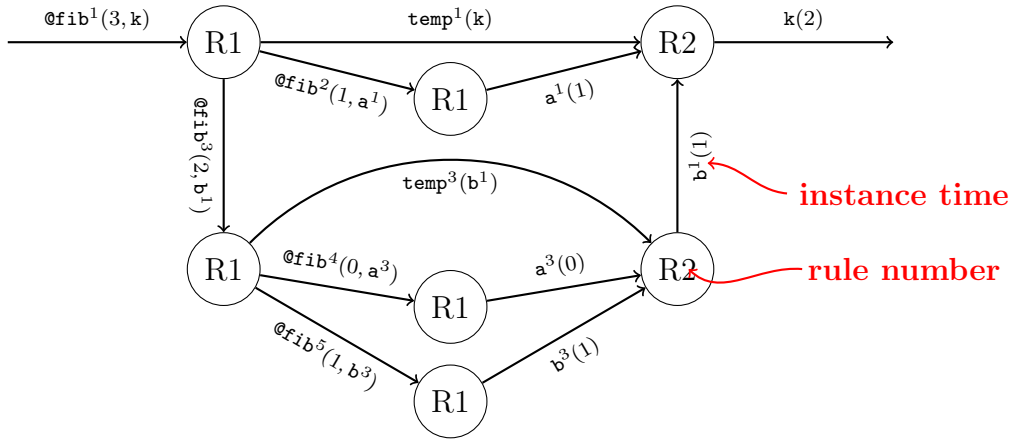 @fib¹(3, k)
temp¹(k)
k(2)
R1
R2
@fib²(1, a¹)
R1
a¹(1)
@fib³(2, b¹)
b¹(1)
instance time
temp³(b¹)
R1
@fib⁴(0, a³)
a³(0)
R2
rule number
R1
@fib⁵(1, b³)
b³(1)
R1